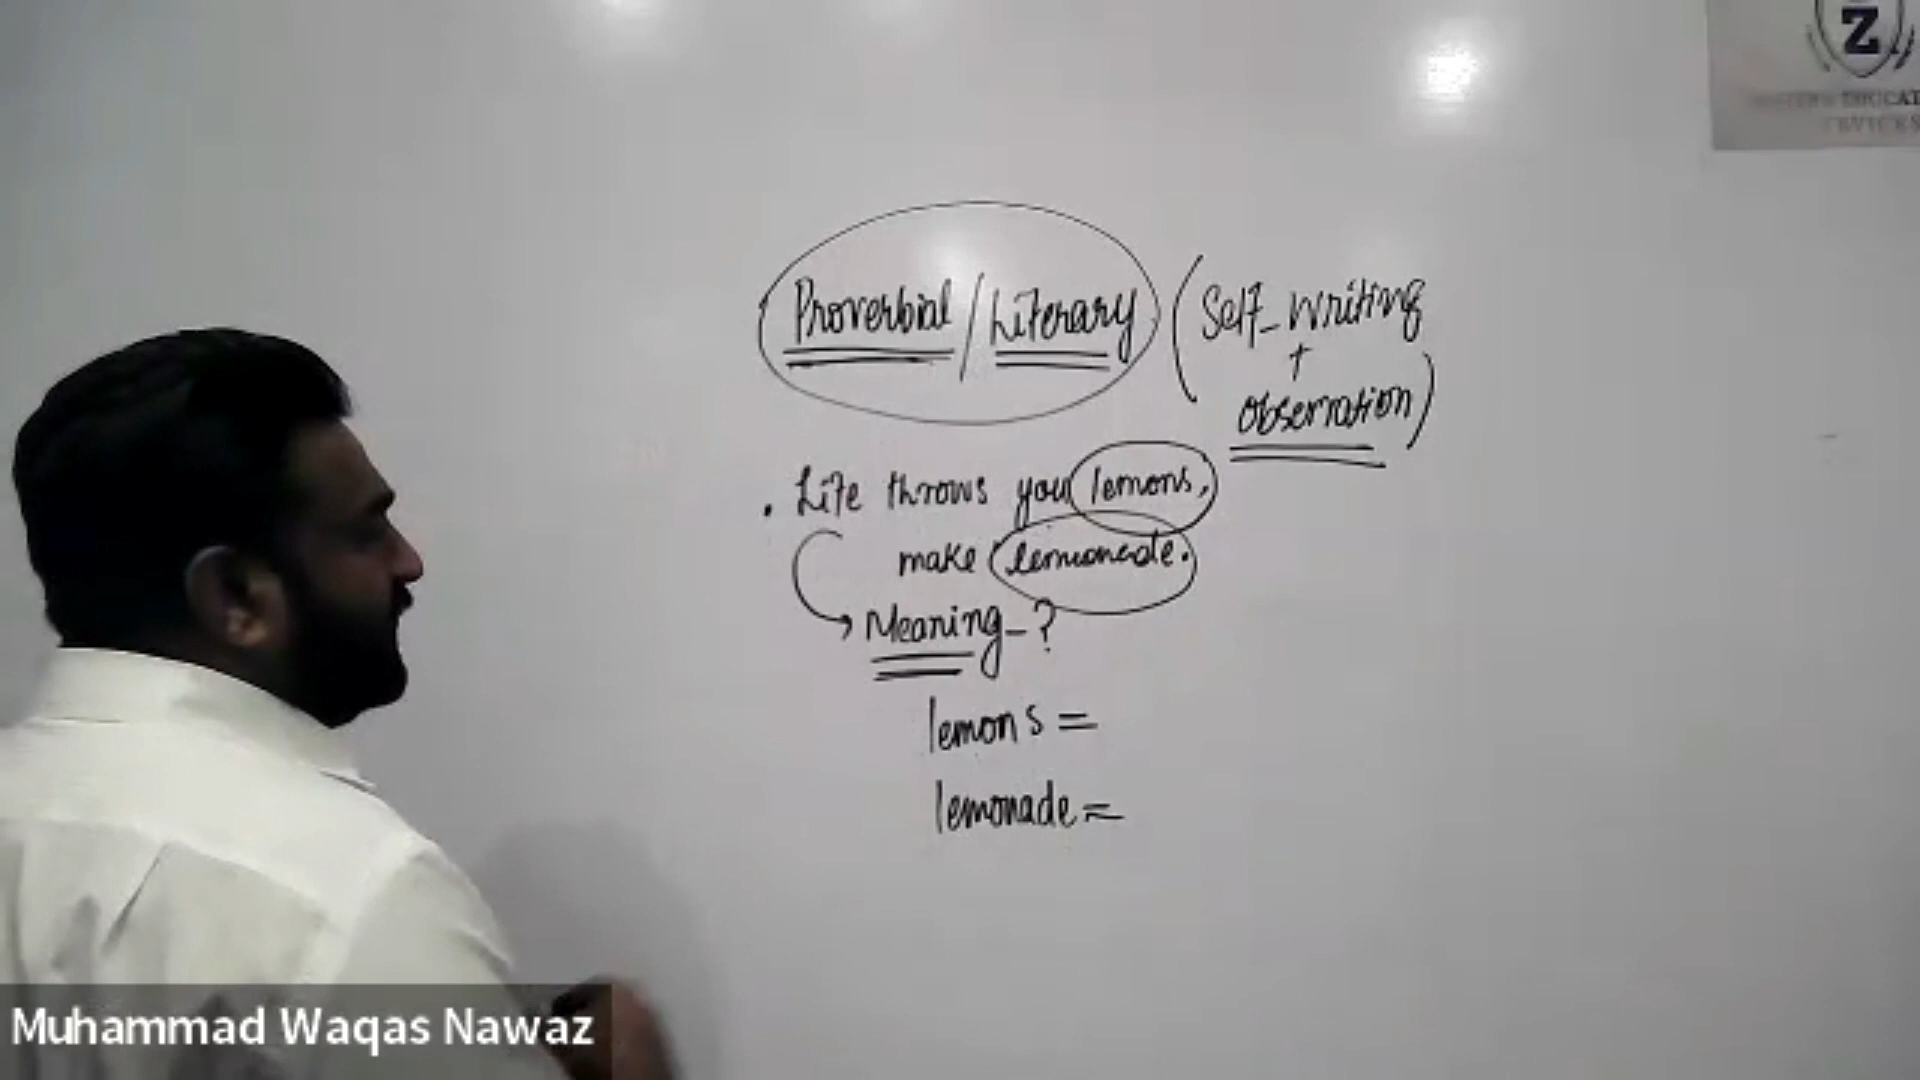 Z
Proverbial / Literary (Self-writing
+
observation)
. Life throws you lemons,
make lemonade.
Meaning-?
lemons =
lemonade =
Muhammad Waqas Nawaz